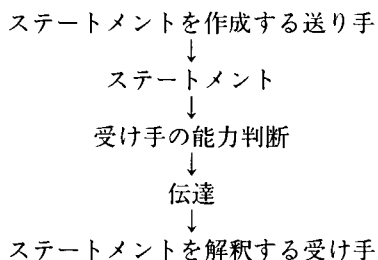 ステートメントを作成する送り手
↓
ステートメント
↓
受け手の能力判断
↓
伝達
↓
ステートメントを解釈する受け手